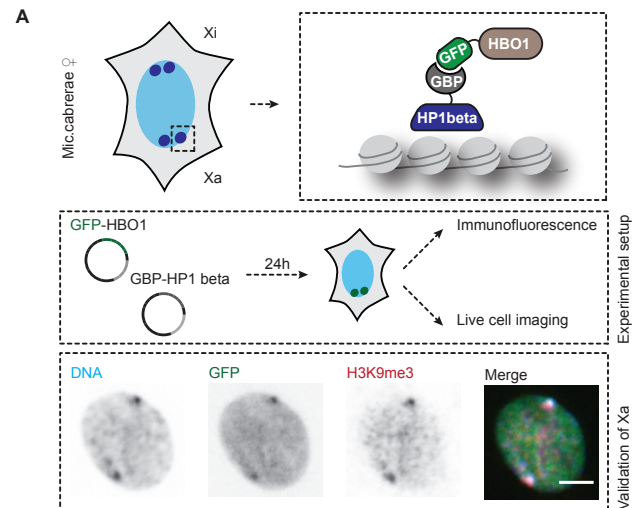 A
Xi
Mic.cabrerae ♀
Xa
GFP
HBO1
GBP
HP1beta
GFP-HBO1
GBP-HP1 beta
24h
Immunofluorescence
Live cell imaging
Experimental setup
DNA
GFP
H3K9me3
Merge
Validation of Xa